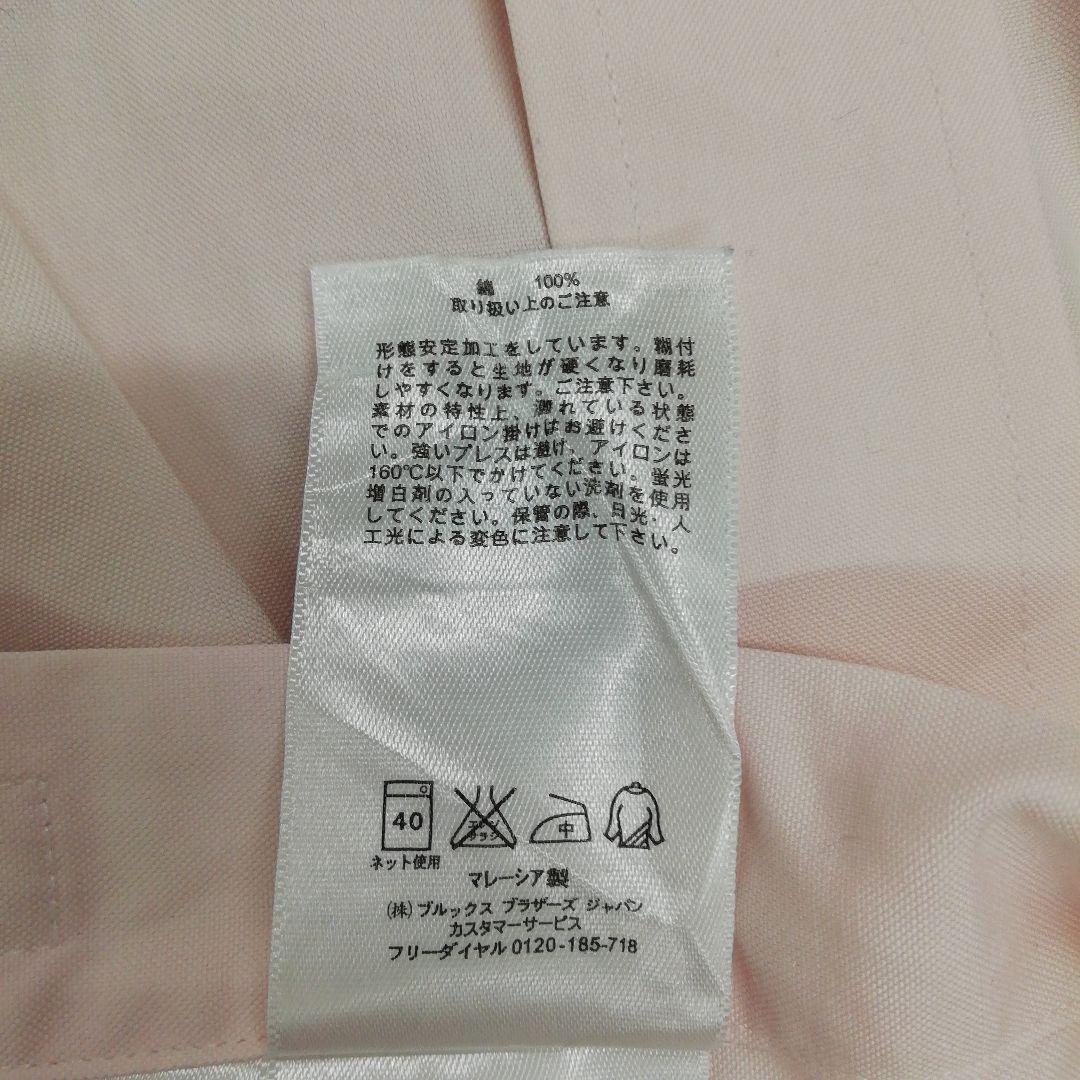 綿 100%
取り扱い上のご注意
形態安定加工をしています。糊付
けをすると生地が硬くなり磨耗
しやすくなります。ご注意下さい。
素材の特性上、濡れている状態
でのアイロン掛けはお避けくださ
い。強いプレスは避け、アイロンは
160℃以下でかけてください。蛍光
増白剤の入っていない洗剤を使用
してください。保管の際、日光、人
工光による変色に注意して下さい。
40
エンソ
サラシ
中
ネット使用
マレーシア製
(株)ブルックス ブラザーズ ジャパン
カスタマーサービス
フリーダイヤル 0120-185-718